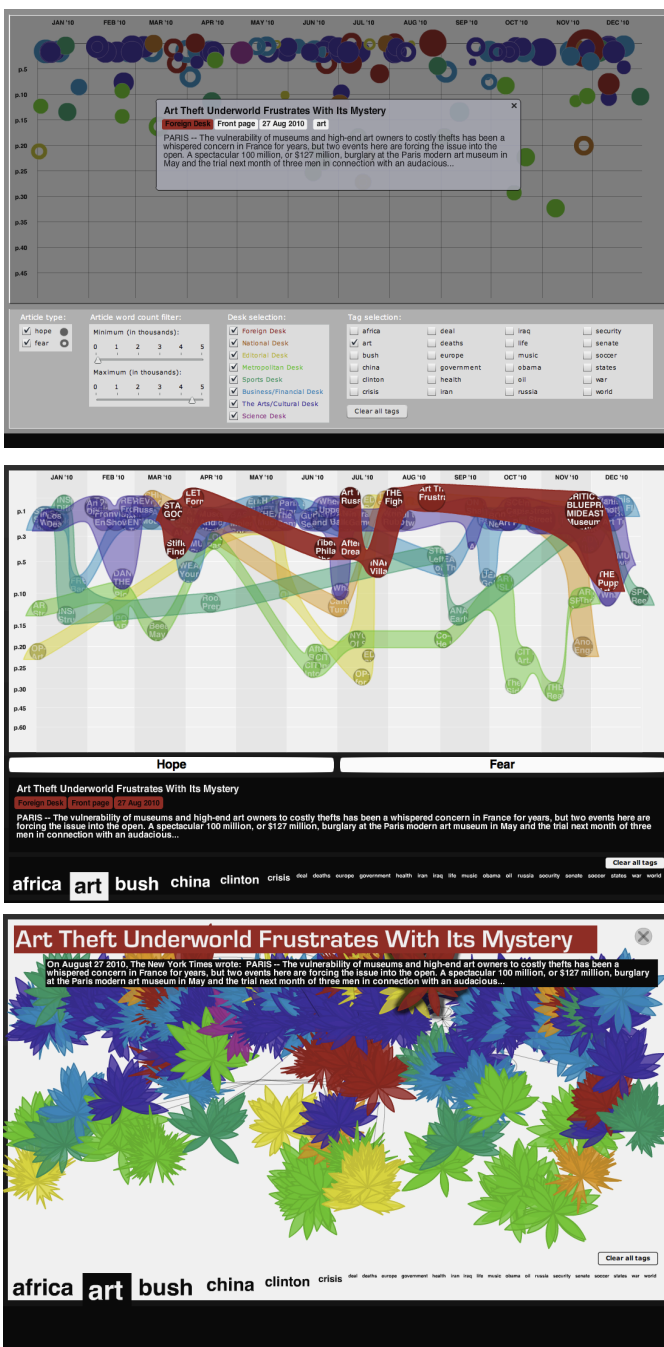 JAN '10 FEB '10 MAR '10 APR '10 MAY '10 JUN '10 JUL '10 AUG '10 SEP '10 OCT '10 NOV '10 DEC '10
p.5
p.10
p.15
p.20
p.25
p.30
p.35
p.45
Art Theft Underworld Frustrates With Its Mystery
Foreign Desk Front page 27 Aug 2010 art
PARIS -- The vulnerability of museums and high-end art owners to costly thefts has been a
whispered concern in France for years, but two events here are forcing the issue into the
open. A spectacular 100 million, or $127 million, burglary at the Paris modern art museum in
May and the trial next month of three men in connection with an audacious...
Article type:
hope
fear
Article word count filter:
Minimum (in thousands):
0 1 2 3 4 5
Maximum (in thousands):
0 1 2 3 4 5
Desk selection:
Foreign Desk
National Desk
Editorial Desk
Metropolitan Desk
Sports Desk
Business/Financial Desk
The Arts/Cultural Desk
Science Desk
Tag selection:
africa deal iraq security
art deaths life senate
bush europe music soccer
china government obama states
clinton health oil war
crisis iran russia world
Clear all tags
JAN '10 FEB '10 MAR '10 APR '10 MAY '10 JUN '10 JUL '10 AUG '10 SEP '10 OCT '10 NOV '10 DEC '10
p.1
p.3
p.5
p.10
p.15
p.20
p.25
p.30
p.45
p.60
Hope Fear
Art Theft Underworld Frustrates With Its Mystery
Foreign Desk Front page 27 Aug 2010
PARIS -- The vulnerability of museums and high-end art owners to costly thefts has been a whispered concern in France for years, but two events here are
forcing the issue into the open. A spectacular 100 million, or $127 million, burglary at the Paris modern art museum in May and the trial next month of three
men in connection with an audacious...
Clear all tags
africa art bush china clinton crisis deal deaths europe government health iran iraq life music obama oil russia security senate soccer states war world
Art Theft Underworld Frustrates With Its Mystery
On August 27 2010, The New York Times wrote: PARIS -- The vulnerability of museums and high-end art owners to costly thefts has been a
whispered concern in France for years, but two events here are forcing the issue into the open. A spectacular 100 million, or $127 million, burglary
at the Paris modern art museum in May and the trial next month of three men in connection with an audacious...
Clear all tags
africa art bush china clinton crisis deal deaths europe government health iran iraq life music obama oil russia security senate soccer states war world